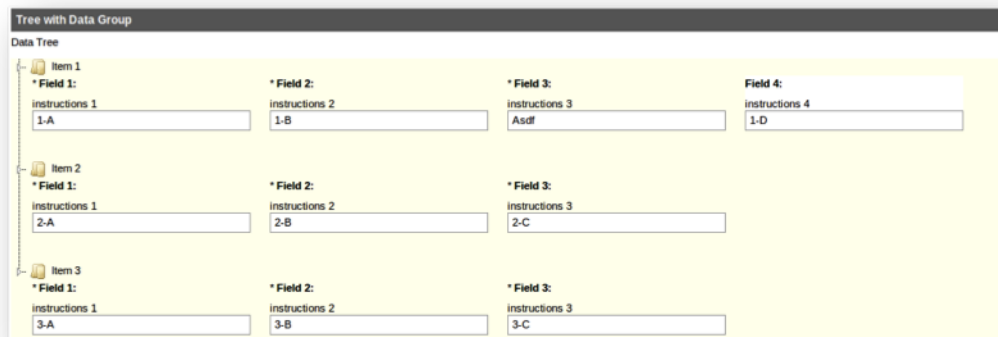 Tree with Data Group
Data Tree
Item 1
* Field 1: * Field 2: * Field 3: Field 4:
instructions 1 instructions 2 instructions 3 instructions 4
1-A 1-B Asdf 1-D
Item 2
* Field 1: * Field 2: * Field 3:
instructions 1 instructions 2 instructions 3
2-A 2-B 2-C
Item 3
* Field 1: * Field 2: * Field 3:
instructions 1 instructions 2 instructions 3
3-A 3-B 3-C